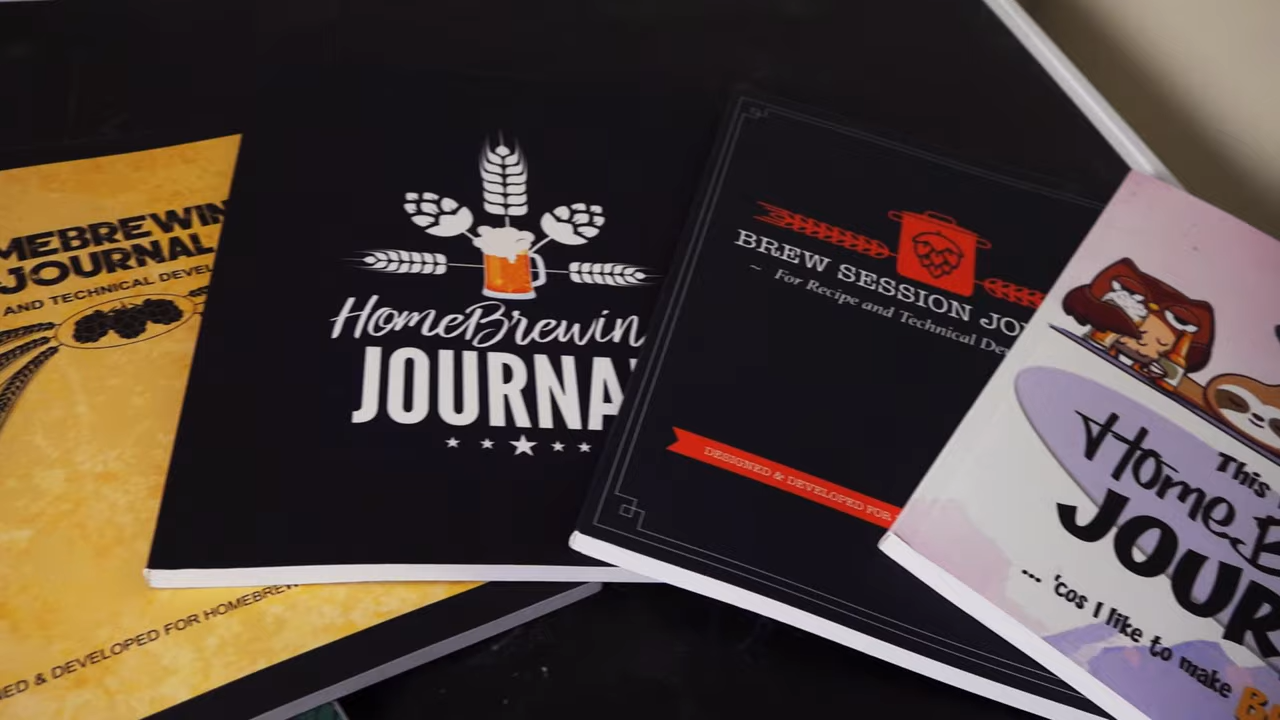 MEBREWIN
JOURNAL
AND TECHNICAL DEVEL
ED & DEVELOPED FOR HOMEBREW
HomeBrewin
JOURNA
BREW SESSION JO
~ For Recipe and Technical De
DESIGNED & DEVELOPED FOR
This
Home B
JOUR
... 'cos I like to make B